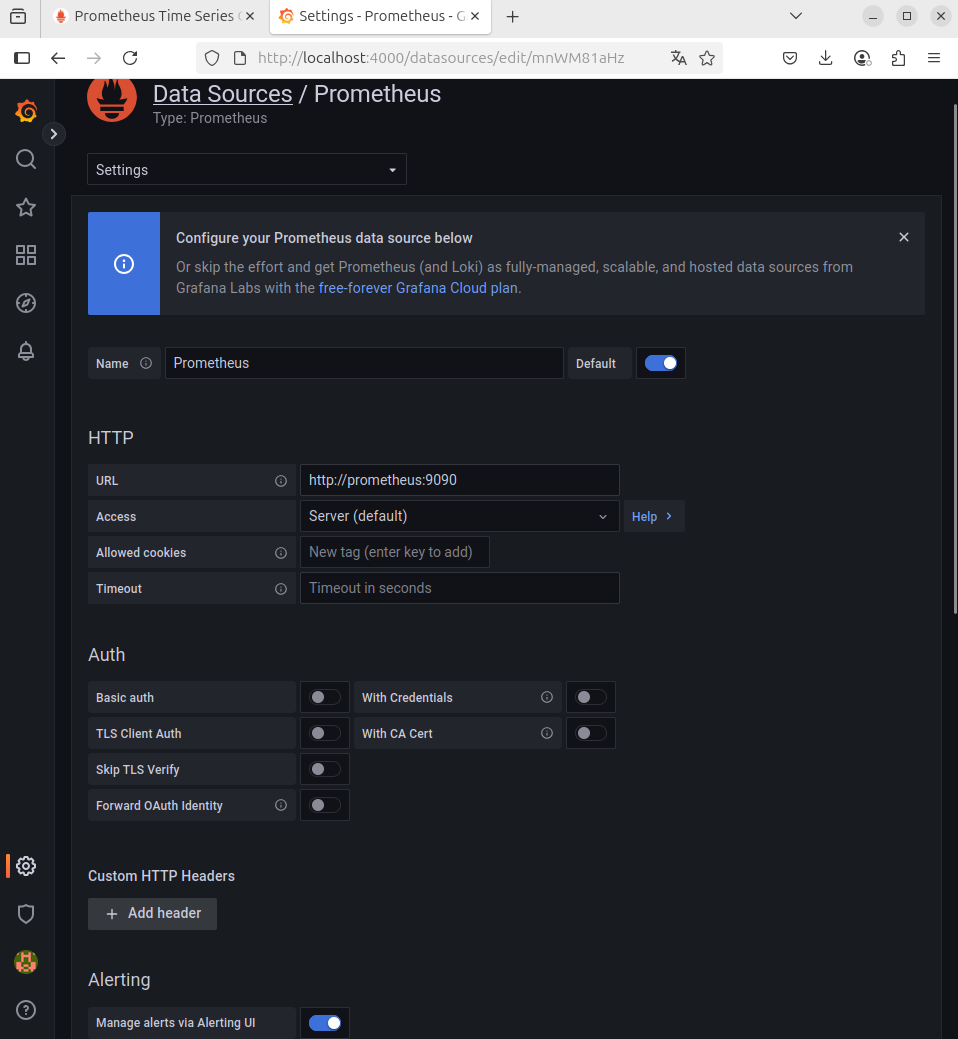 Prometheus Time Series
Settings - Prometheus - G
http://localhost:4000/datasources/edit/mnWM81aHz
Data Sources / Prometheus
Type: Prometheus
Settings
Configure your Prometheus data source below
Or skip the effort and get Prometheus (and Loki) as fully-managed, scalable, and hosted data sources from
Grafana Labs with the free-forever Grafana Cloud plan.
Name Prometheus Default
HTTP
URL http://prometheus:9090
Access Server (default) Help
Allowed cookies New tag (enter key to add)
Timeout Timeout in seconds
Auth
Basic auth With Credentials
TLS Client Auth With CA Cert
Skip TLS Verify
Forward OAuth Identity
Custom HTTP Headers
Add header
Alerting
Manage alerts via Alerting UI